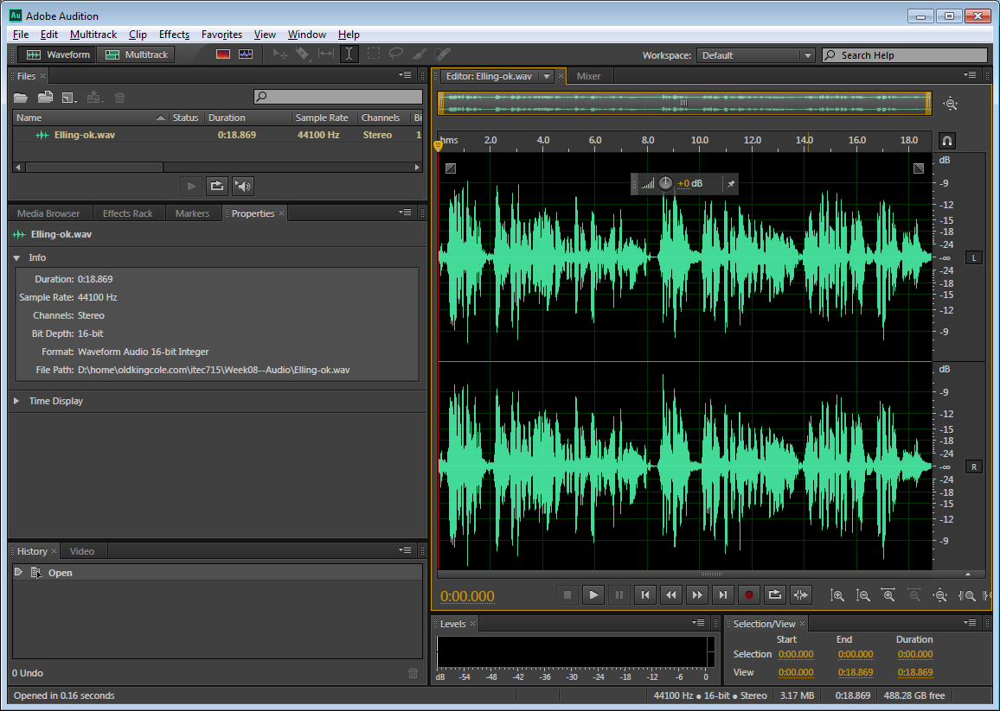 Au Adobe Audition
File Edit Multitrack Clip Effects Favorites View Window Help
Waveform Multitrack Workspace: Default Search Help
Files
Name Status Duration Sample Rate Channels Bi
Elling-ok.wav 0:18.869 44100 Hz Stereo 1
Media Browser Effects Rack Markers Properties
Elling-ok.wav
Info
Duration: 0:18.869
Sample Rate: 44100 Hz
Channels: Stereo
Bit Depth: 16-bit
Format: Waveform Audio 16-bit Integer
File Path: D:\home\oldkingcole.com\itec715\Week08--Audio\Elling-ok.wav
Time Display
History Video
Open
0 Undo
Editor: Elling-ok.wav Mixer
hms 2.0 4.0 6.0 8.0 10.0 12.0 14.0 16.0 18.0
+0 dB
dB
-9
-12
-15
-18
-24
-∞ L
-24
-18
-15
-12
-9
dB
-9
-12
-15
-18
-24
-∞ R
-24
-18
-15
-12
-9
0:00.000
Levels
dB -54 -48 -42 -36 -30 -24 -18 -12 -6 0
Selection/View
Start End Duration
Selection 0:00.000 0:00.000 0:00.000
View 0:00.000 0:18.869 0:18.869
Opened in 0.16 seconds 44100 Hz ● 16-bit ● Stereo 3.17 MB 0:18.869 488.28 GB free